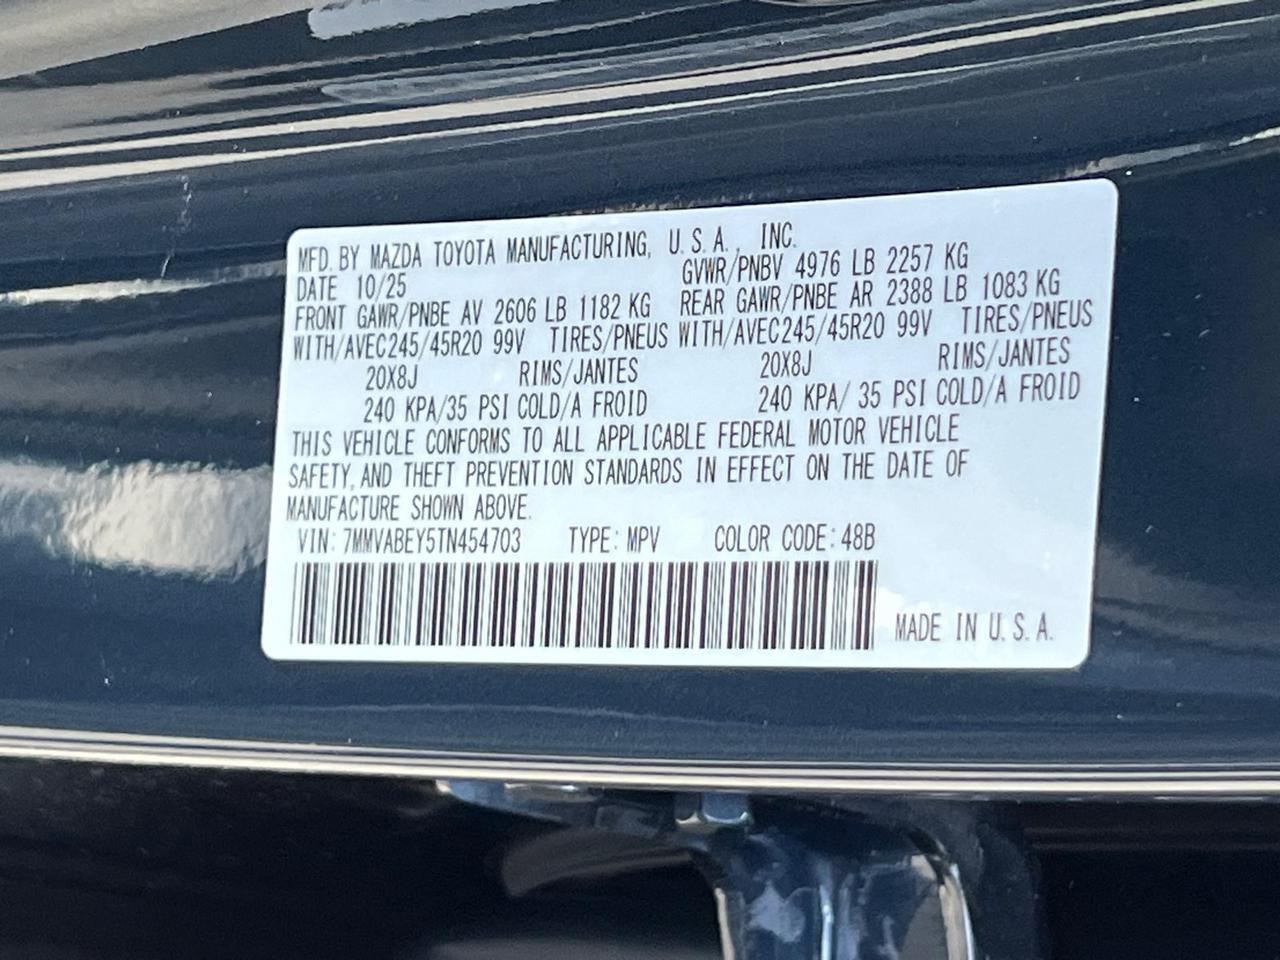 MFD. BY MAZDA TOYOTA MANUFACTURING, U.S.A., INC.
DATE 10/25 GVWR/PNBV 4976 LB 2257 KG
FRONT GAWR/PNBE AV 2606 LB 1182 KG REAR GAWR/PNBE AR 2388 LB 1083 KG
WITH/AVEC245/45R20 99V TIRES/PNEUS WITH/AVEC245/45R20 99V TIRES/PNEUS
20X8J RIMS/JANTES 20X8J RIMS/JANTES
240 KPA/35 PSI COLD/A FROID 240 KPA/ 35 PSI COLD/A FROID
THIS VEHICLE CONFORMS TO ALL APPLICABLE FEDERAL MOTOR VEHICLE
SAFETY, AND THEFT PREVENTION STANDARDS IN EFFECT ON THE DATE OF
MANUFACTURE SHOWN ABOVE.
VIN: 7MMVABEY5TN454703 TYPE: MPV COLOR CODE: 48B
MADE IN U.S.A.